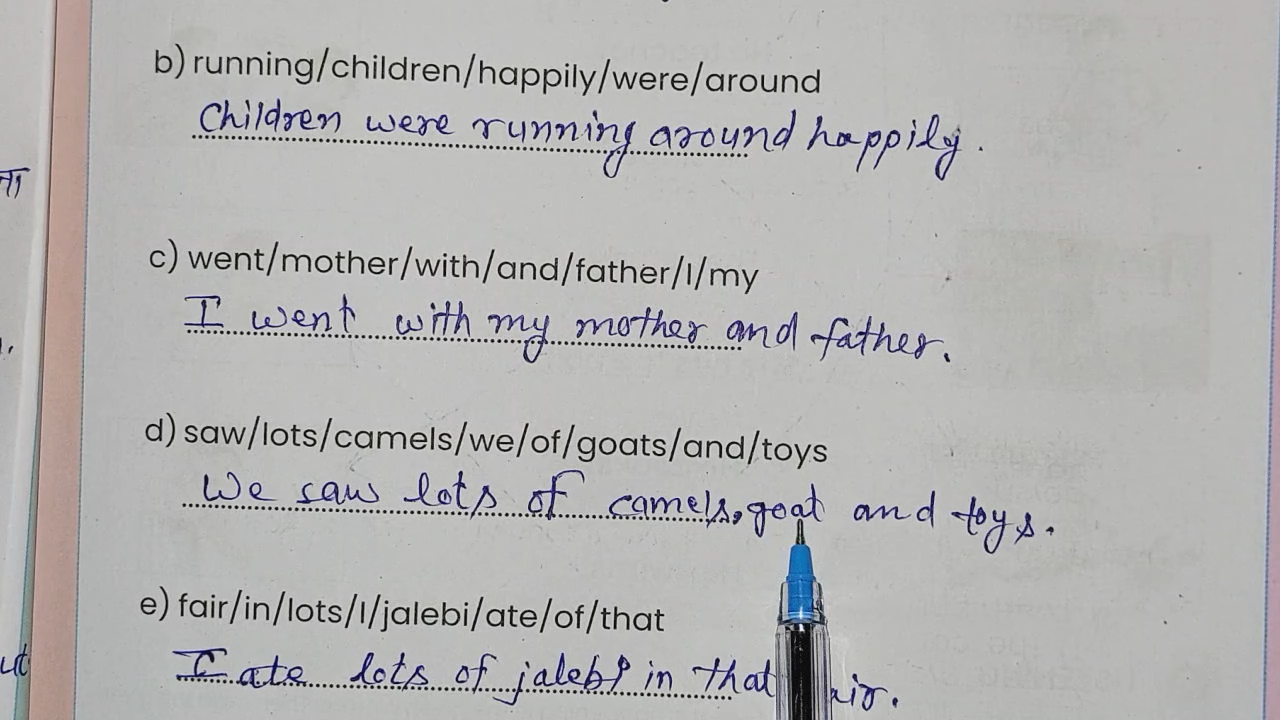 b) running/children/happily/were/around
Children were running around happily.
c) went/mother/with/and/father/I/my
I went with my mother and father.
d) saw/lots/camels/we/of/goats/and/toys
We saw lots of camels, goat and toys.
e) fair/in/lots/I/jalebi/ate/of/that
I ate lots of jalebi in that